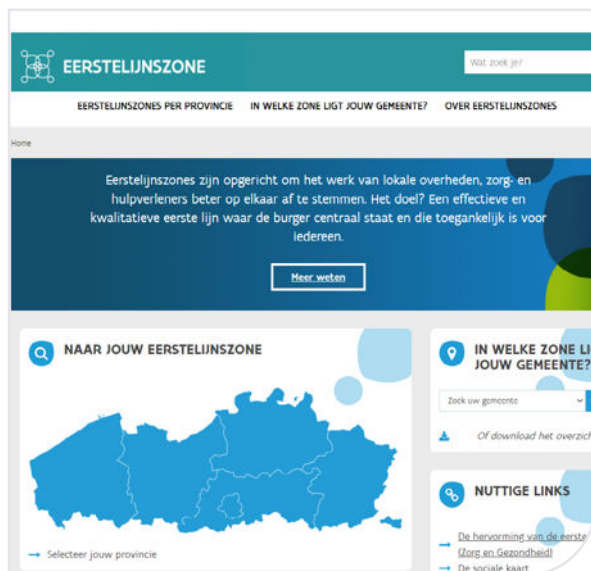 EERSTELIJNSZONE
Wat zoek je?
EERSTELIJNSZONES PER PROVINCIE IN WELKE ZONE LIGT JOUW GEMEENTE? OVER EERSTELIJNSZONES
Home
Eerstelijnszones zijn opgericht om het werk van lokale overheden, zorg- en
hulpverleners beter op elkaar af te stemmen. Het doel? Een effectieve en
kwalitatieve eerste lijn waar de burger centraal staat en die toegankelijk is voor
iedereen.
Meer weten
NAAR JOUW EERSTELIJNSZONE
Selecteer jouw provincie
IN WELKE ZONE LI
JOUW GEMEENTE?
Zoek uw gemeente
Of download het overzich
NUTTIGE LINKS
De hervorming van de eerste
(Zorg en Gezondheid)
De sociale kaart